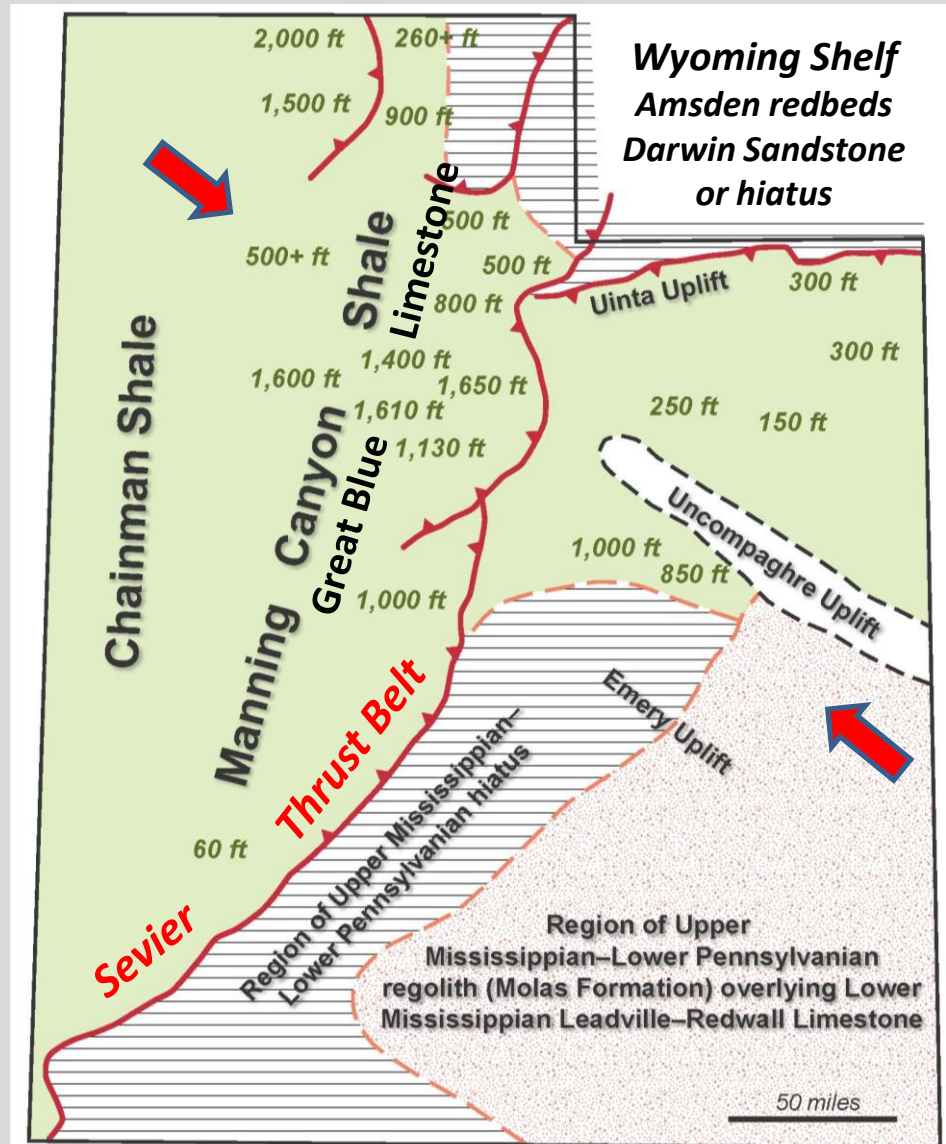 2,000 ft
260+ ft
Wyoming Shelf
Amsden redbeds
Darwin Sandstone
or hiatus
1,500 ft
900 ft
500 ft
500+ ft
500 ft
Shale
Limestone
800 ft
Uinta Uplift
300 ft
300 ft
1,400 ft
1,600 ft
1,650 ft
1,610 ft
250 ft
150 ft
1,130 ft
Chainman Shale
Manning Canyon
Great Blue
Uncompaghre Uplift
1,000 ft
850 ft
1,000 ft
Emery Uplift
Thrust Belt
Region of Upper Mississippian–
Lower Pennsylvanian hiatus
60 ft
Sevier
Region of Upper
Mississippian–Lower Pennsylvanian
regolith (Molas Formation) overlying Lower
Mississippian Leadville–Redwall Limestone
50 miles